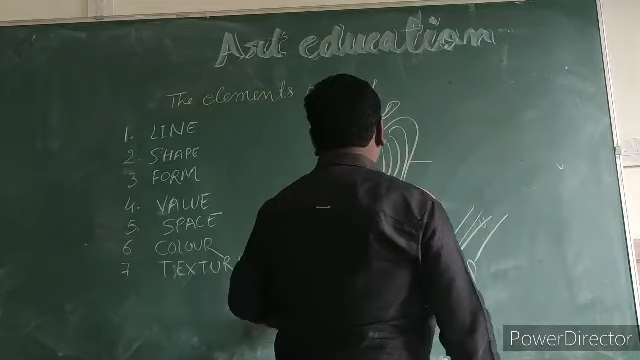 Art education
The elements
1. LINE
2. SHAPE
3 FORM
4. VALUE
5. SPACE
6 COLOUR
7 TEXTUR
PowerDirector